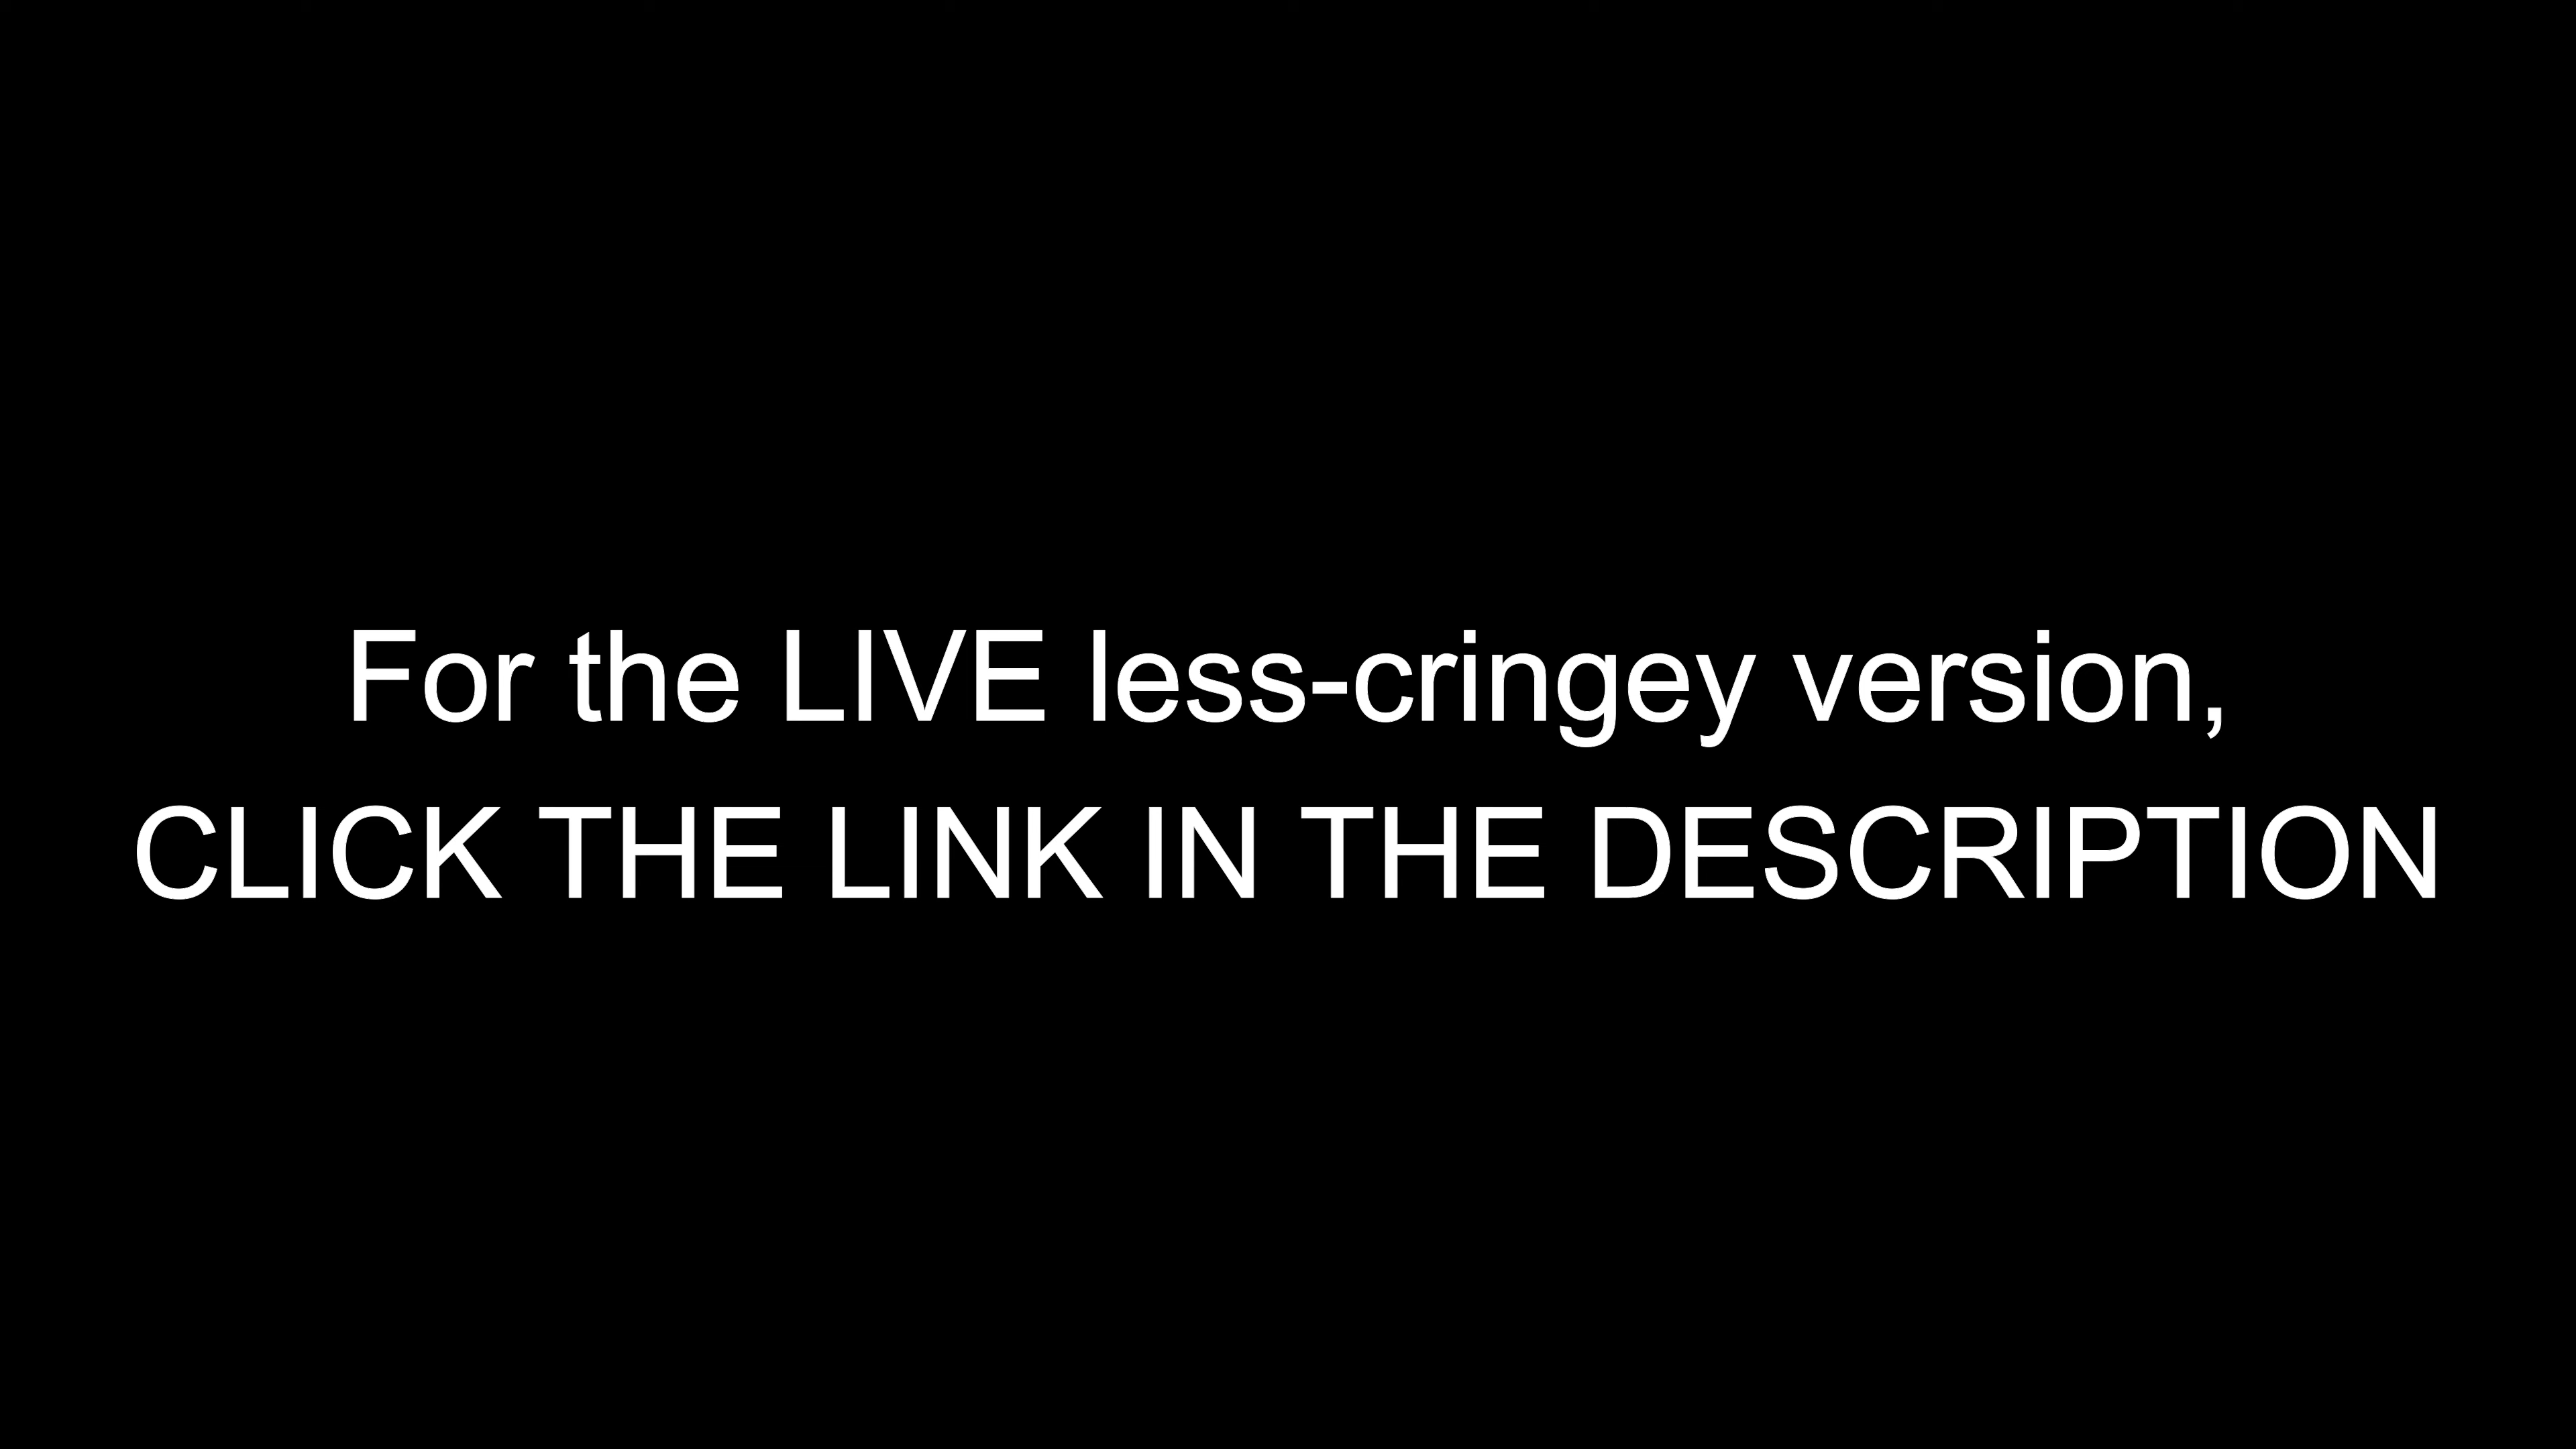 For the LIVE less-cringey version,
CLICK THE LINK IN THE DESCRIPTION